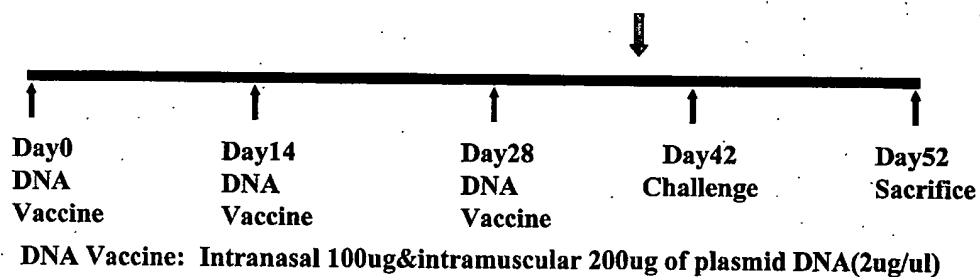 Day0 Day14 Day28 Day42 Day52
DNA DNA DNA Challenge Sacrifice
Vaccine Vaccine Vaccine
DNA Vaccine: Intranasal 100ug&intramuscular 200ug of plasmid DNA(2ug/ul)